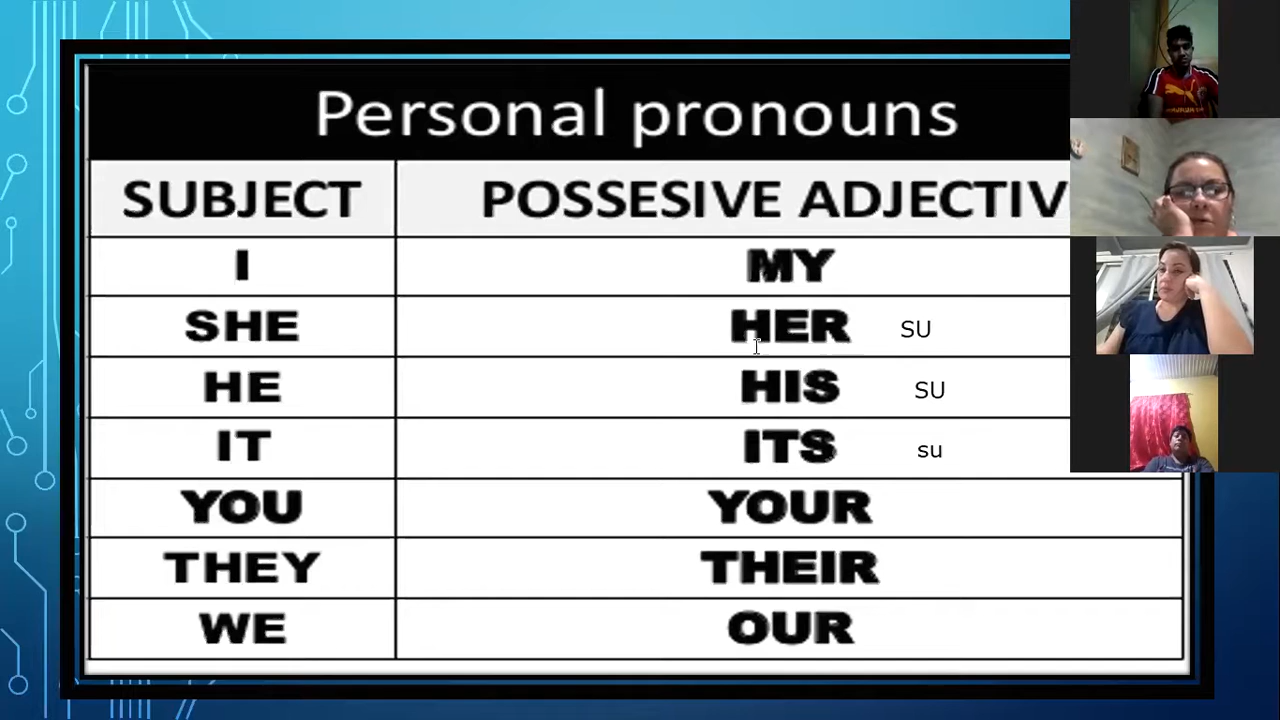 Personal pronouns
SUBJECT POSSESIVE ADJECTIV
I MY
SHE HER SU
HE HIS SU
IT ITS su
YOU YOUR
THEY THEIR
WE OUR